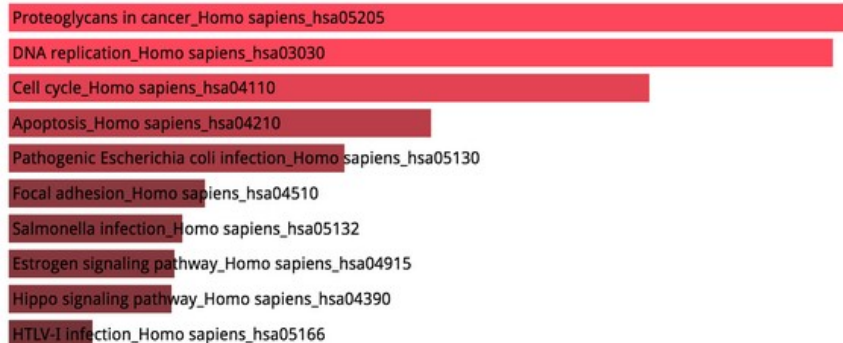 Proteoglycans in cancer_Homo sapiens_hsa05205
DNA replication_Homo sapiens_hsa03030
Cell cycle_Homo sapiens_hsa04110
Apoptosis_Homo sapiens_hsa04210
Pathogenic Escherichia coli infection_Homo sapiens_hsa05130
Focal adhesion_Homo sapiens_hsa04510
Salmonella infection_Homo sapiens_hsa05132
Estrogen signaling pathway_Homo sapiens_hsa04915
Hippo signaling pathway_Homo sapiens_hsa04390
HTLV-I infection_Homo sapiens_hsa05166